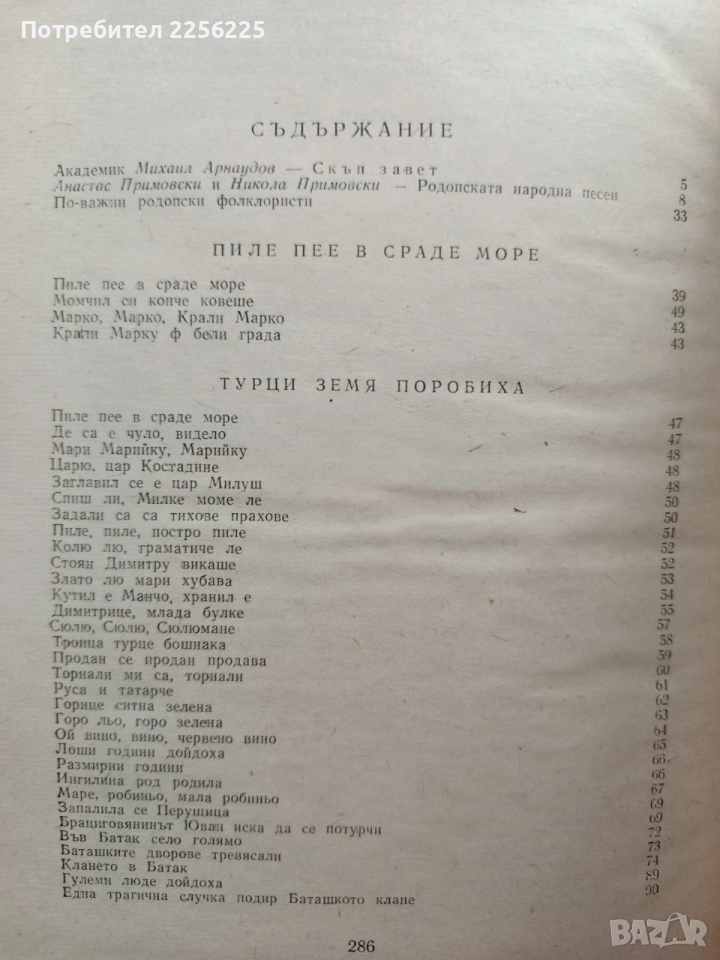 Потребител 2256225
СЪДЪРЖАНИЕ
Академик Михаил Арнаудов — Скъп завет 5
Анастас Примовски и Никола Примовски — Родопската народна песен 8
По-важни родопски фолклористи 33
ПИЛЕ ПЕЕ В СРАДЕ МОРЕ
Пиле пее в сраде море 39
Момчил си конче ковеше 49
Марко, Марко, Крали Марко 43
Крали Марку ф бели града 43
ТУРЦИ ЗЕМЯ ПОРОБИХА
Пиле пее в сраде море 47
Де са е чуло, видело 47
Мари Марийку, Марийку 48
Царю, цар Костадине 48
Заглавил се е цар Милуш 48
Спиш ли, Милке моме ле 50
Задали са са тихове прахове 50
Пиле, пиле, постро пиле 51
Колю лю, граматиче ле 52
Стоян Димитру викаше 52
Злато лю мари хубава 53
Кутил е Манчо, хранил е 54
Димитрице, млада булке 55
Сюлю, Сюлю, Сюлюмане 57
Троица турце бошнака 58
Продан се продан продава 59
Торнали ми са, торнали 60
Руса и татарче 61
Горице ситна зелена 62
Горо льо, горо зелена 63
Ой вино, вино, червено вино 64
Лоши години дойдоха 65
Размирни години 66
Ингилина род родила 66
Маре, робиньо, мала робиньо 67
Запалила се Перущица 69
Брациговянинът Юван иска да се потурчи 69
Във Батак село голямо 72
Баташките дворове тревясали 73
Клането в Батак 74
Гулеми люде дойдоха 89
Една трагична случка подир Баташкото клане 90
286
BAZAR